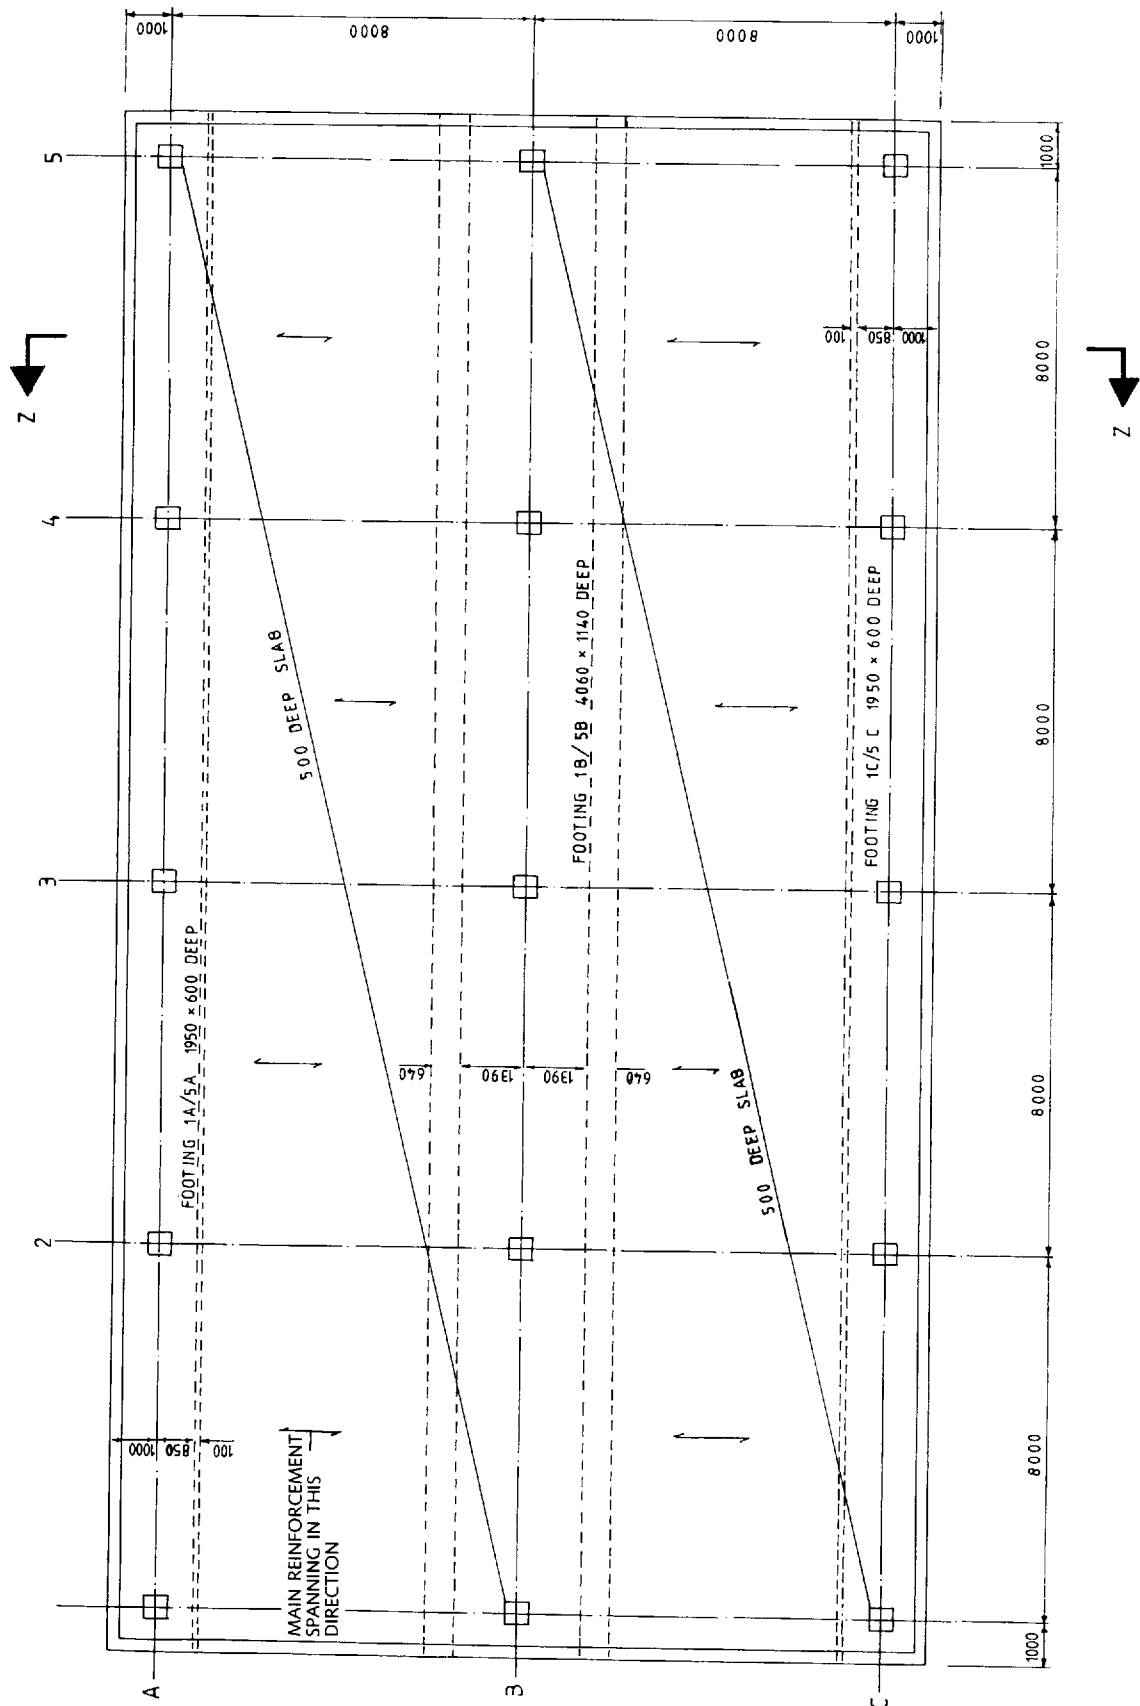 1000
8000
8000
1000
5
1000
Z
100
850
1000
8000
Z
4
500 DEEP SLAB
FOOTING 1B/5B 4060 × 1140 DEEP
FOOTING 1C/5C 1950 × 600 DEEP
8000
3
FOOTING 1A/5A 1950 × 600 DEEP
640
1390
1390
640
500 DEEP SLAB
8000
2
1000
850
100
MAIN REINFORCEMENT
SPANNING IN THIS
DIRECTION
8000
1000
A